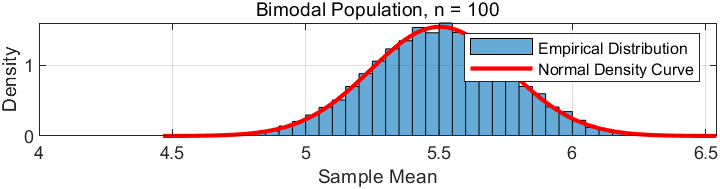 Bimodal Population, n = 100
Density
1
0
Empirical Distribution
Normal Density Curve
4 4.5 5 5.5 6 6.5
Sample Mean